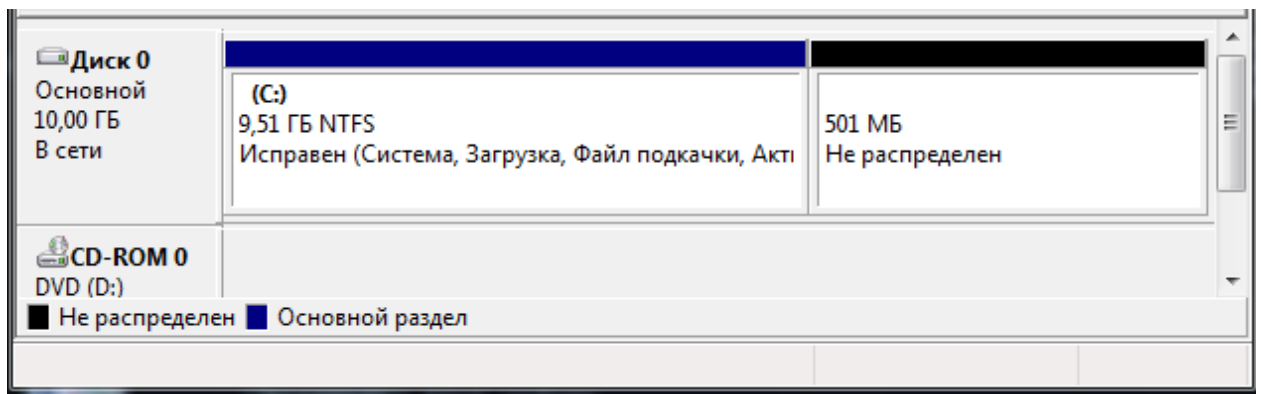 Диск 0
Основной
10,00 ГБ
В сети
(C:)
9,51 ГБ NTFS
Исправен (Система, Загрузка, Файл подкачки, Акти
501 МБ
Не распределен
CD-ROM 0
DVD (D:)
Не распределен Основной раздел